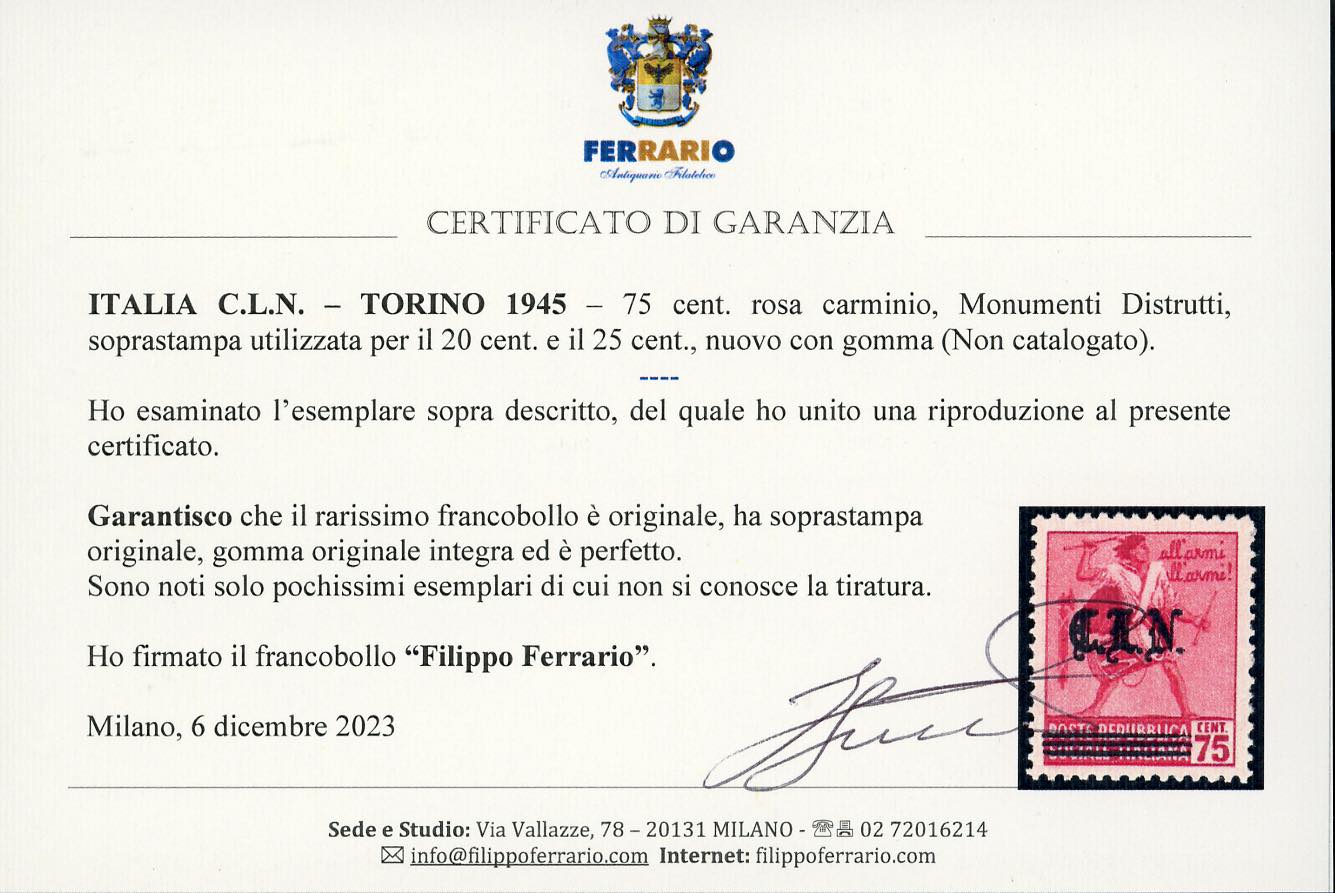 FERRARIO
Antiquario Filatelico
CERTIFICATO DI GARANZIA
ITALIA C.L.N. – TORINO 1945 – 75 cent. rosa carminio, Monumenti Distrutti,
soprastampa utilizzata per il 20 cent. e il 25 cent., nuovo con gomma (Non catalogato).
----
Ho esaminato l’esemplare sopra descritto, del quale ho unito una riproduzione al presente
certificato.
Garantisco che il rarissimo francobollo è originale, ha soprastampa
originale, gomma originale integra ed è perfetto.
Sono noti solo pochissimi esemplari di cui non si conosce la tiratura.
Ho firmato il francobollo “Filippo Ferrario”.
Milano, 6 dicembre 2023
all'armi
all'armi!
C.L.N.
POSTE REPUBBLICA
CENT.
75
Sede e Studio: Via Vallazze, 78 – 20131 MILANO - 02 72016214
info@filippoferrario.com Internet: filippoferrario.com